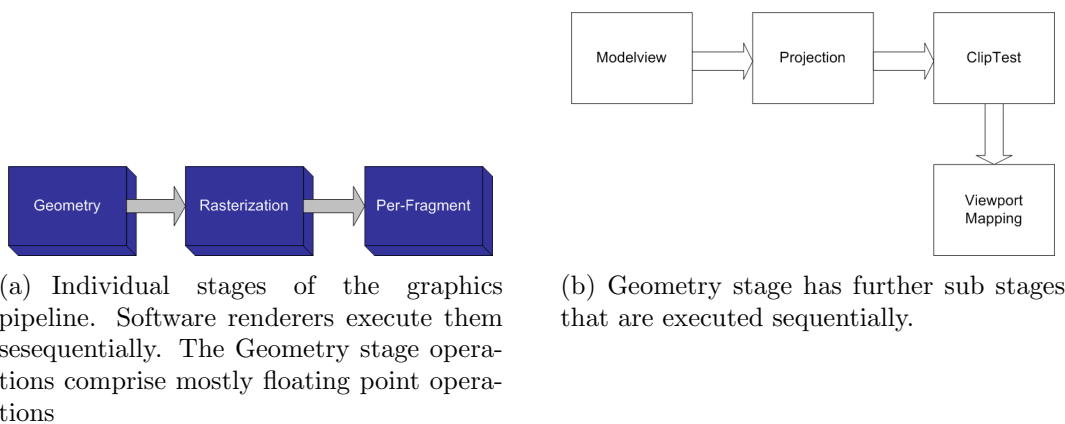 Modelview
Projection
ClipTest
Viewport
Mapping
Geometry
Rasterization
Per-Fragment
(a) Individual stages of the graphics
pipeline. Software renderers execute them
sesequentially. The Geometry stage opera-
tions comprise mostly floating point opera-
tions
(b) Geometry stage has further sub stages
that are executed sequentially.